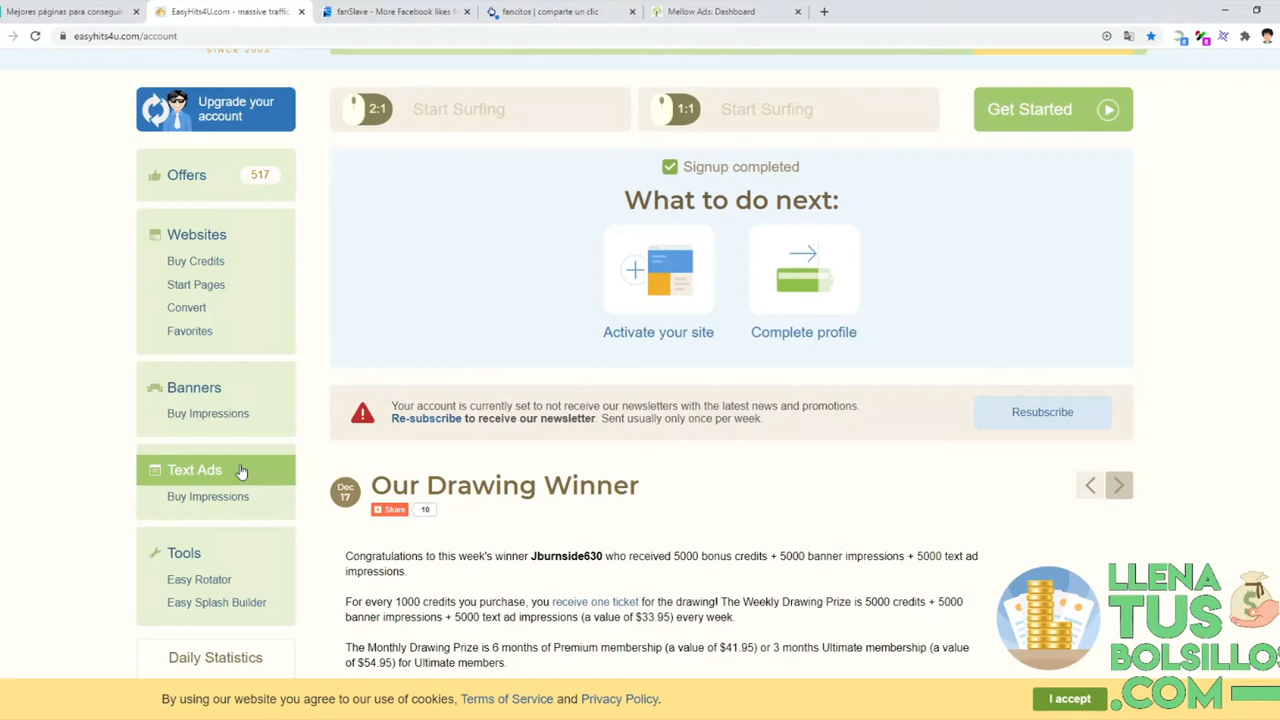 Mejores páginas para conseguir
EasyHits4U.com - massive traffic
fanSlave - More Facebook likes f
fancitos | comparte un clic
Mellow Ads: Dashboard
easyhits4u.com/account
SINCE 2003
Upgrade your account
2:1 Start Surfing
1:1 Start Surfing
Get Started
Offers 517
Websites
Buy Credits
Start Pages
Convert
Favorites
Banners
Buy Impressions
Text Ads
Buy Impressions
Tools
Easy Rotator
Easy Splash Builder
Daily Statistics
Signup completed
What to do next:
Activate your site
Complete profile
Your account is currently set to not receive our newsletters with the latest news and promotions.
Re-subscribe to receive our newsletter. Sent usually only once per week.
Resubscribe
Dec 17
Our Drawing Winner
Share 10
Congratulations to this week's winner Jburnside630 who received 5000 bonus credits + 5000 banner impressions + 5000 text ad
impressions.
For every 1000 credits you purchase, you receive one ticket for the drawing! The Weekly Drawing Prize is 5000 credits + 5000
banner impressions + 5000 text ad impressions (a value of $33.95) every week.
The Monthly Drawing Prize is 6 months of Premium membership (a value of $41.95) or 3 months Ultimate membership (a value
of $54.95) for Ultimate members.
LLENA
TUS
BOLSILLOS
.COM
By using our website you agree to our use of cookies, Terms of Service and Privacy Policy.
I accept